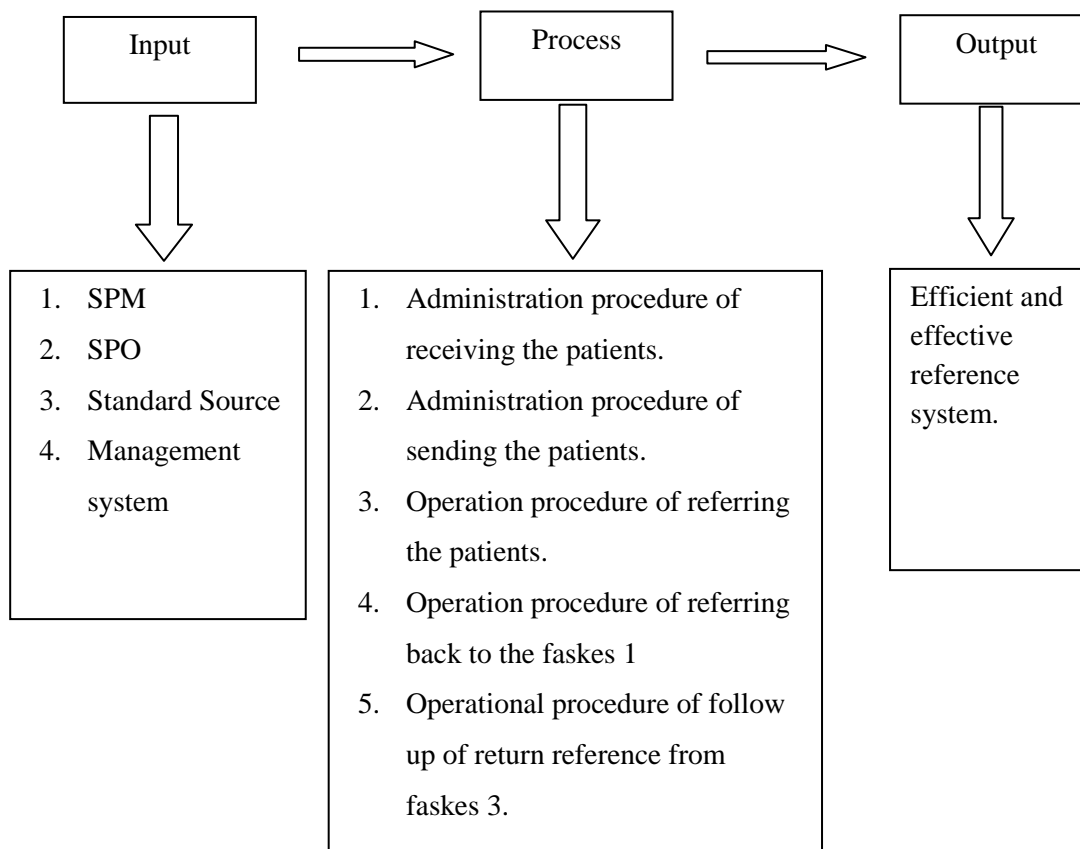 Input
Process
Output
1. SPM
2. SPO
3. Standard Source
4. Management
system
1. Administration procedure of
receiving the patients.
2. Administration procedure of
sending the patients.
3. Operation procedure of referring
the patients.
4. Operation procedure of referring
back to the faskes 1
5. Operational procedure of follow
up of return reference from
faskes 3.
Efficient and
effective
reference
system.